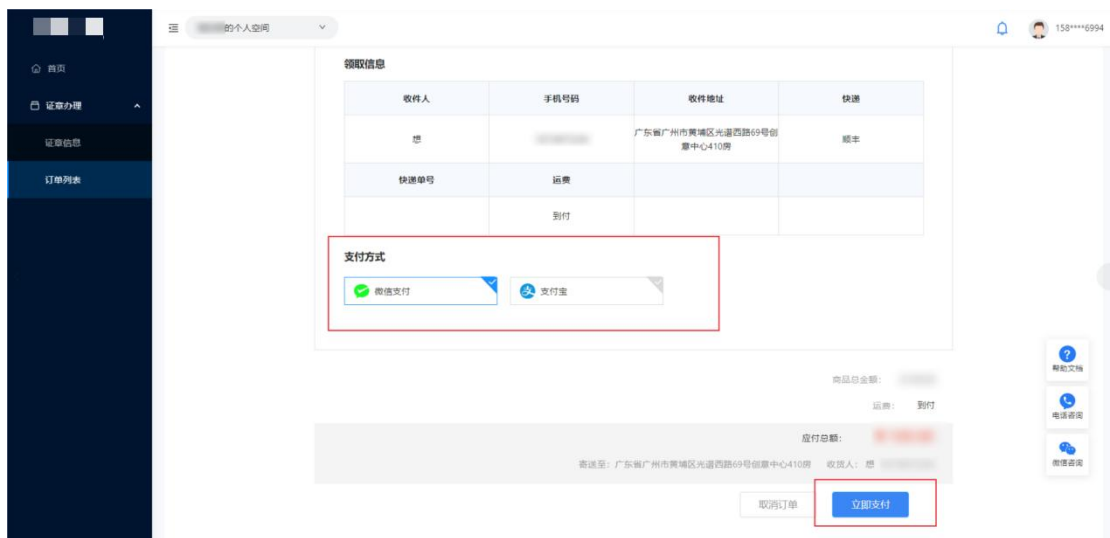 的个人空间
158****6994
首页
证章办理
证章信息
订单列表
领取信息
收件人 手机号码 收件地址 快递
想 广东省广州市黄埔区光谱西路69号创意中心410房 顺丰
快递单号 运费
到付
支付方式
微信支付 支付宝
帮助文档
电话咨询
微信咨询
商品总金额:
运费: 到付
应付总额:
寄送至: 广东省广州市黄埔区光谱西路69号创意中心410房 收货人: 想
取消订单 立即支付